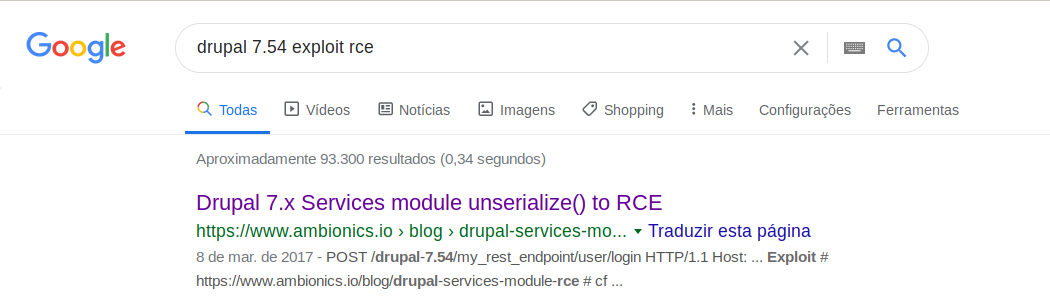 Google drupal 7.54 exploit rce
Todas Vídeos Notícias Imagens Shopping Mais Configurações Ferramentas
Aproximadamente 93.300 resultados (0,34 segundos)
Drupal 7.x Services module unserialize() to RCE
https://www.ambionics.io › blog › drupal-services-mo... Traduzir esta página
8 de mar. de 2017 - POST /drupal-7.54/my_rest_endpoint/user/login HTTP/1.1 Host: ... Exploit #
https://www.ambionics.io/blog/drupal-services-module-rce # cf ...